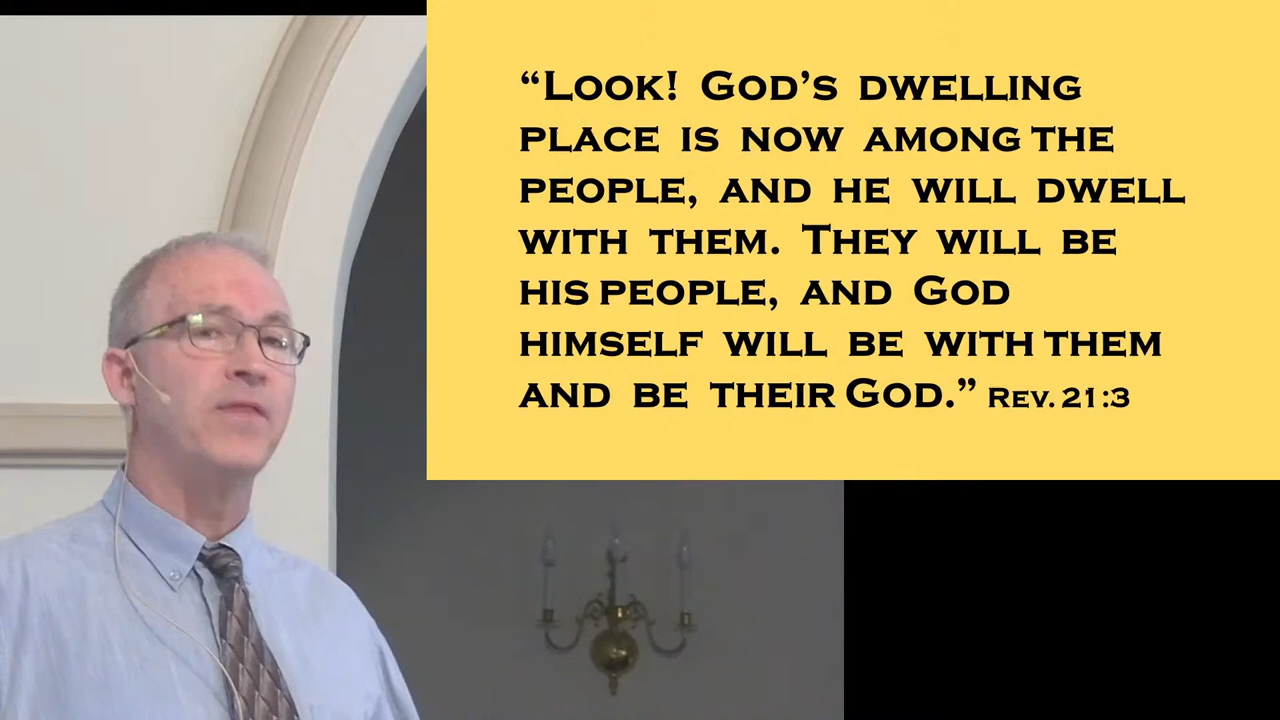 “Look! God’s dwelling
place is now among the
people, and he will dwell
with them. They will be
his people, and God
himself will be with them
and be their God.” Rev. 21:3